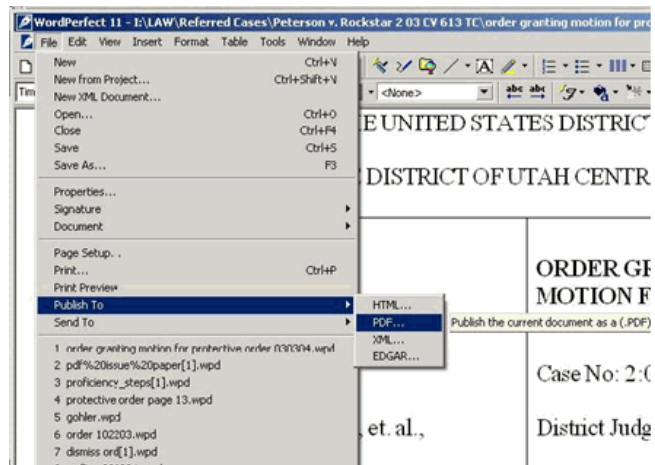 WordPerfect 11 - I:\LAW\Referred Cases\Peterson v. Rockstar 2 03 CV 613 TC\order granting motion for pro
File Edit View Insert Format Table Tools Window Help
New Ctrl+N
New from Project... Ctrl+Shift+N
New XML Document...
Open... Ctrl+O
Close Ctrl+F4
Save Ctrl+S
Save As... F3
Properties...
Signature
Document
Page Setup...
Print... Ctrl+P
Print Preview
Publish To
Send To
1 order granting motion for protective order 030304.wpd
2 pdf%20issue%20paper[1].wpd
3 proficiency_steps[1].wpd
4 protective order page 13.wpd
5 gohler.wpd
6 order 102203.wpd
7 dismiss ord[1].wpd
HTML...
PDF...
XML...
EDGAR...
Publish the current document as a (.PDF)
Tim
<None>
abc abc
E UNITED STATES DISTRIC
DISTRICT OF UTAH CENTR
ORDER GR
MOTION F
Case No: 2:0
, et. al.,
District Judg